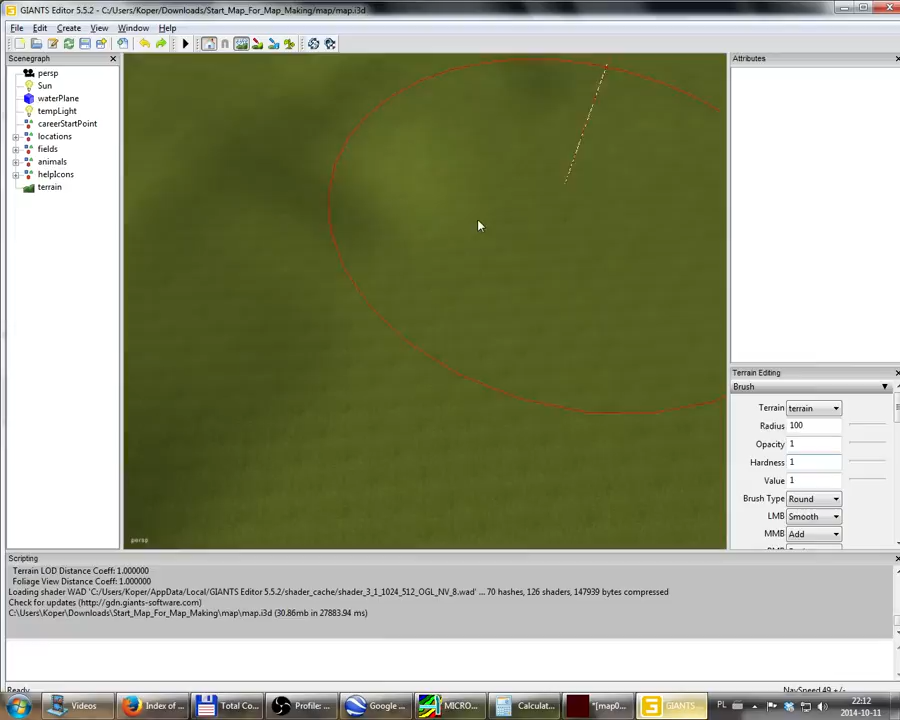 GIANTS Editor 5.5.2 - C:/Users/Koper/Downloads/Start_Map_For_Map_Making/map/map.i3d
File Edit Create View Window Help
Scenegraph
persp
Sun
waterPlane
tempLight
careerStartPoint
locations
fields
animals
helpIcons
terrain
persp
Attributes
Terrain Editing
Brush
Terrain terrain
Radius 100
Opacity 1
Hardness 1
Value 1
Brush Type Round
LMB Smooth
MMB Add
Scripting
Terrain LOD Distance Coeff: 1.000000
Foliage View Distance Coeff: 1.000000
Loading shader WAD 'C:/Users/Koper/AppData/Local/GIANTS Editor 5.5.2/shader_cache/shader_3_1_1024_512_OGL_NV_8.wad' ... 70 hashes, 126 shaders, 147939 bytes compressed
Check for updates (http://gdn.giants-software.com)
C:\Users\Koper\Downloads\Start_Map_For_Map_Making\map\map.i3d (30.86mb in 27883.94 ms)
Ready
NavSpeed 49 +/-
Videos
Index of ...
Total Co...
Profile: ...
Google ...
MICRO...
Calculat...
*[map0...
GIANTS...
PL
22:12
2014-10-11